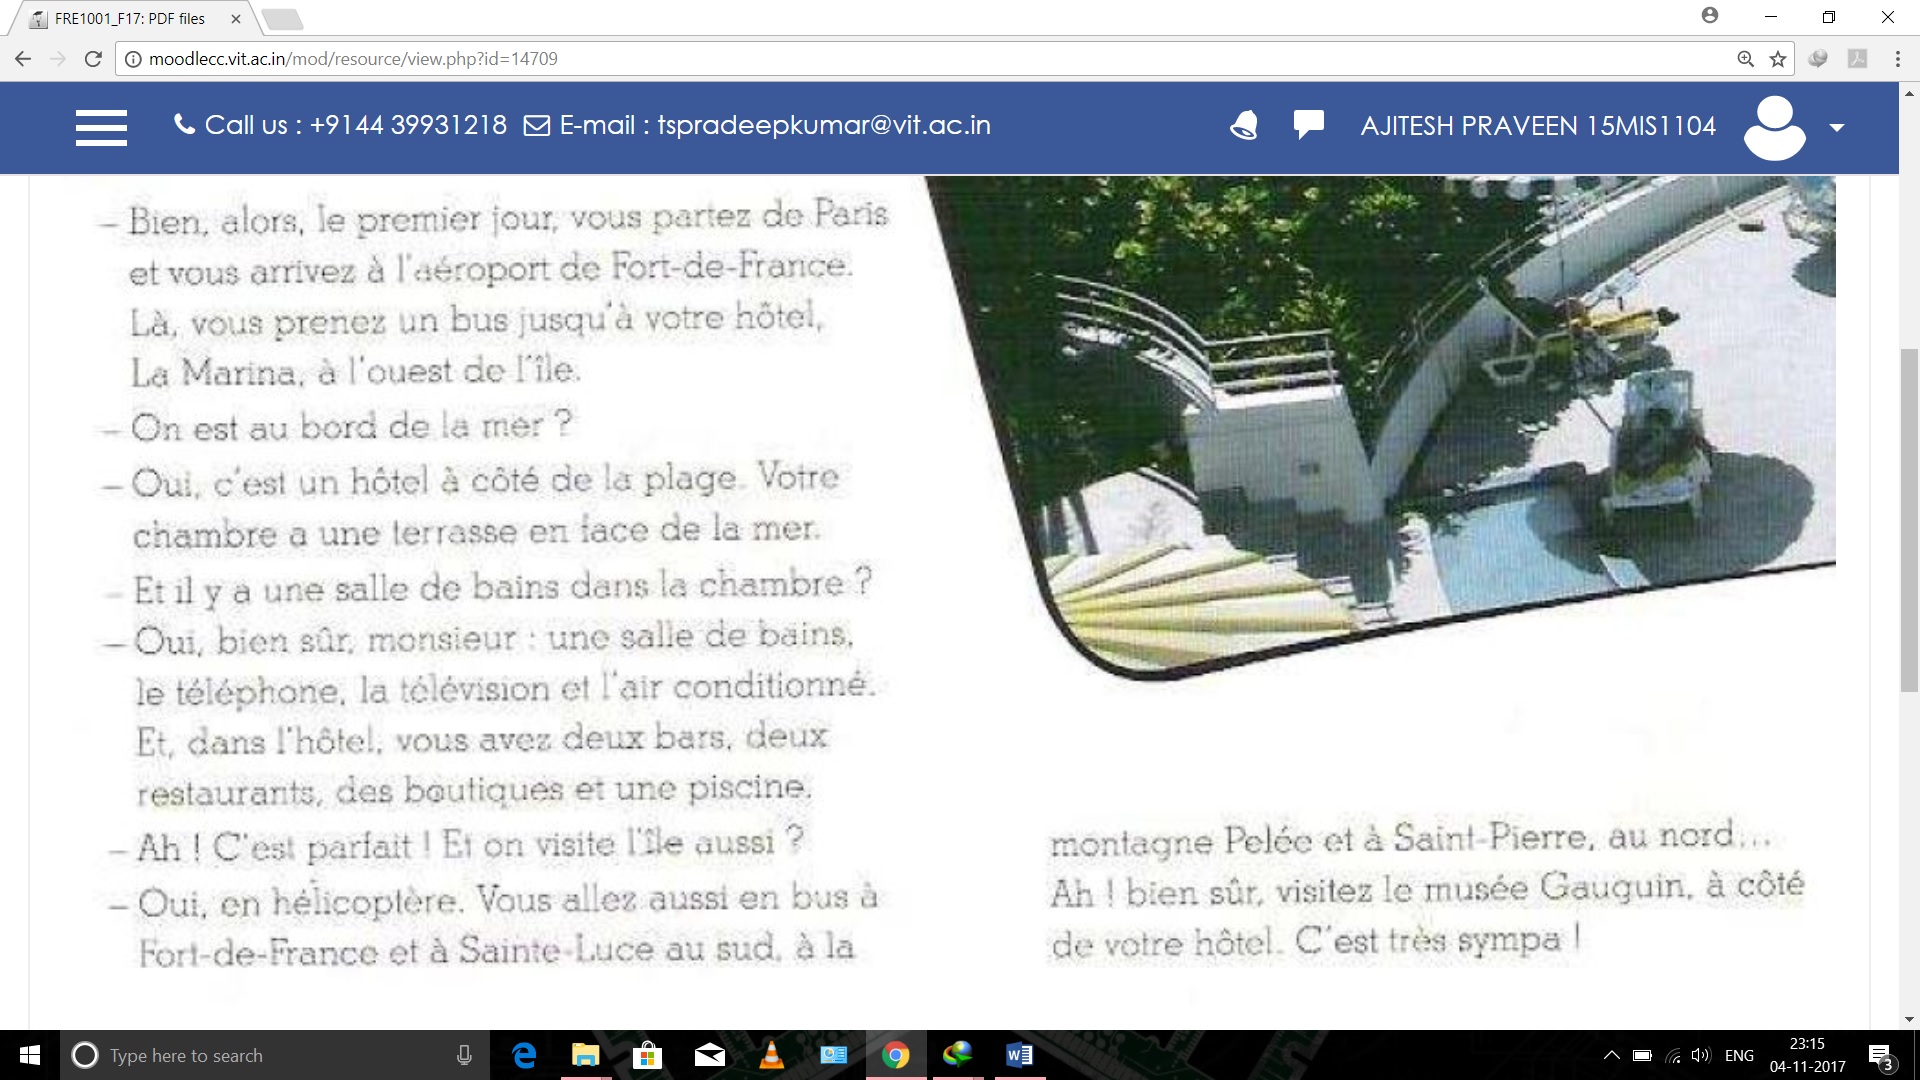 FRE1001_F17: PDF files
moodlecc.vit.ac.in/mod/resource/view.php?id=14709
Call us : +9144 39931218 E-mail : tspradeepkumar@vit.ac.in
AJITESH PRAVEEN 15MIS1104
– Bien, alors, le premier jour, vous partez de Paris
et vous arrivez à l'aéroport de Fort-de-France.
Là, vous prenez un bus jusqu'à votre hôtel,
La Marina, à l'ouest de l'île.
– On est au bord de la mer ?
– Oui, c'est un hôtel à côté de la plage. Votre
chambre a une terrasse en face de la mer.
– Et il y a une salle de bains dans la chambre ?
– Oui, bien sûr, monsieur : une salle de bains,
le téléphone, la télévision et l'air conditionné.
Et, dans l'hôtel, vous avez deux bars, deux
restaurants, des boutiques et une piscine.
– Ah ! C'est parfait ! Et on visite l'île aussi ?
– Oui, en hélicoptère. Vous allez aussi en bus à
Fort-de-France et à Sainte-Luce au sud, à la
montagne Pelée et à Saint-Pierre, au nord...
Ah ! bien sûr, visitez le musée Gauguin, à côté
de votre hôtel. C'est très sympa !
Type here to search
ENG
23:15
04-11-2017
3